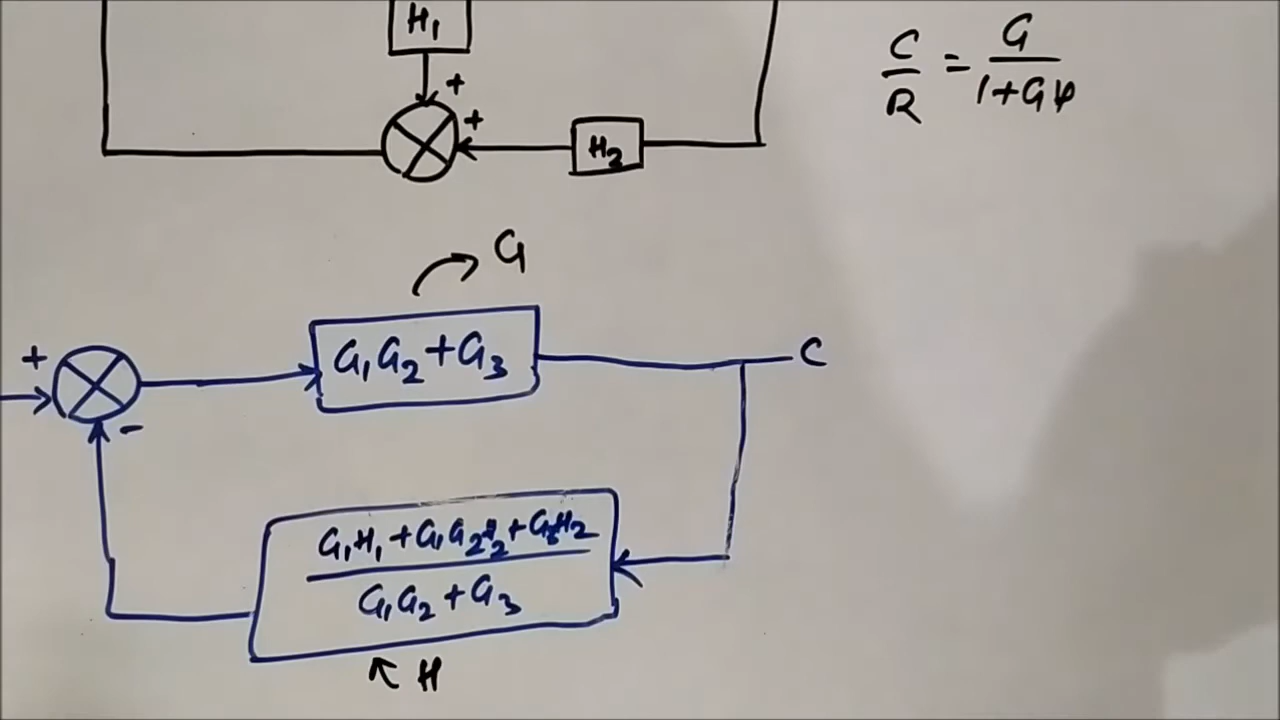 H₁
+
+
H₂
C/R = G/(1+GH)
G
+
G₁G₂+G₃
C
-
(G₁H₁+G₁G₂H₂+G₃H₂)/(G₁G₂+G₃)
H